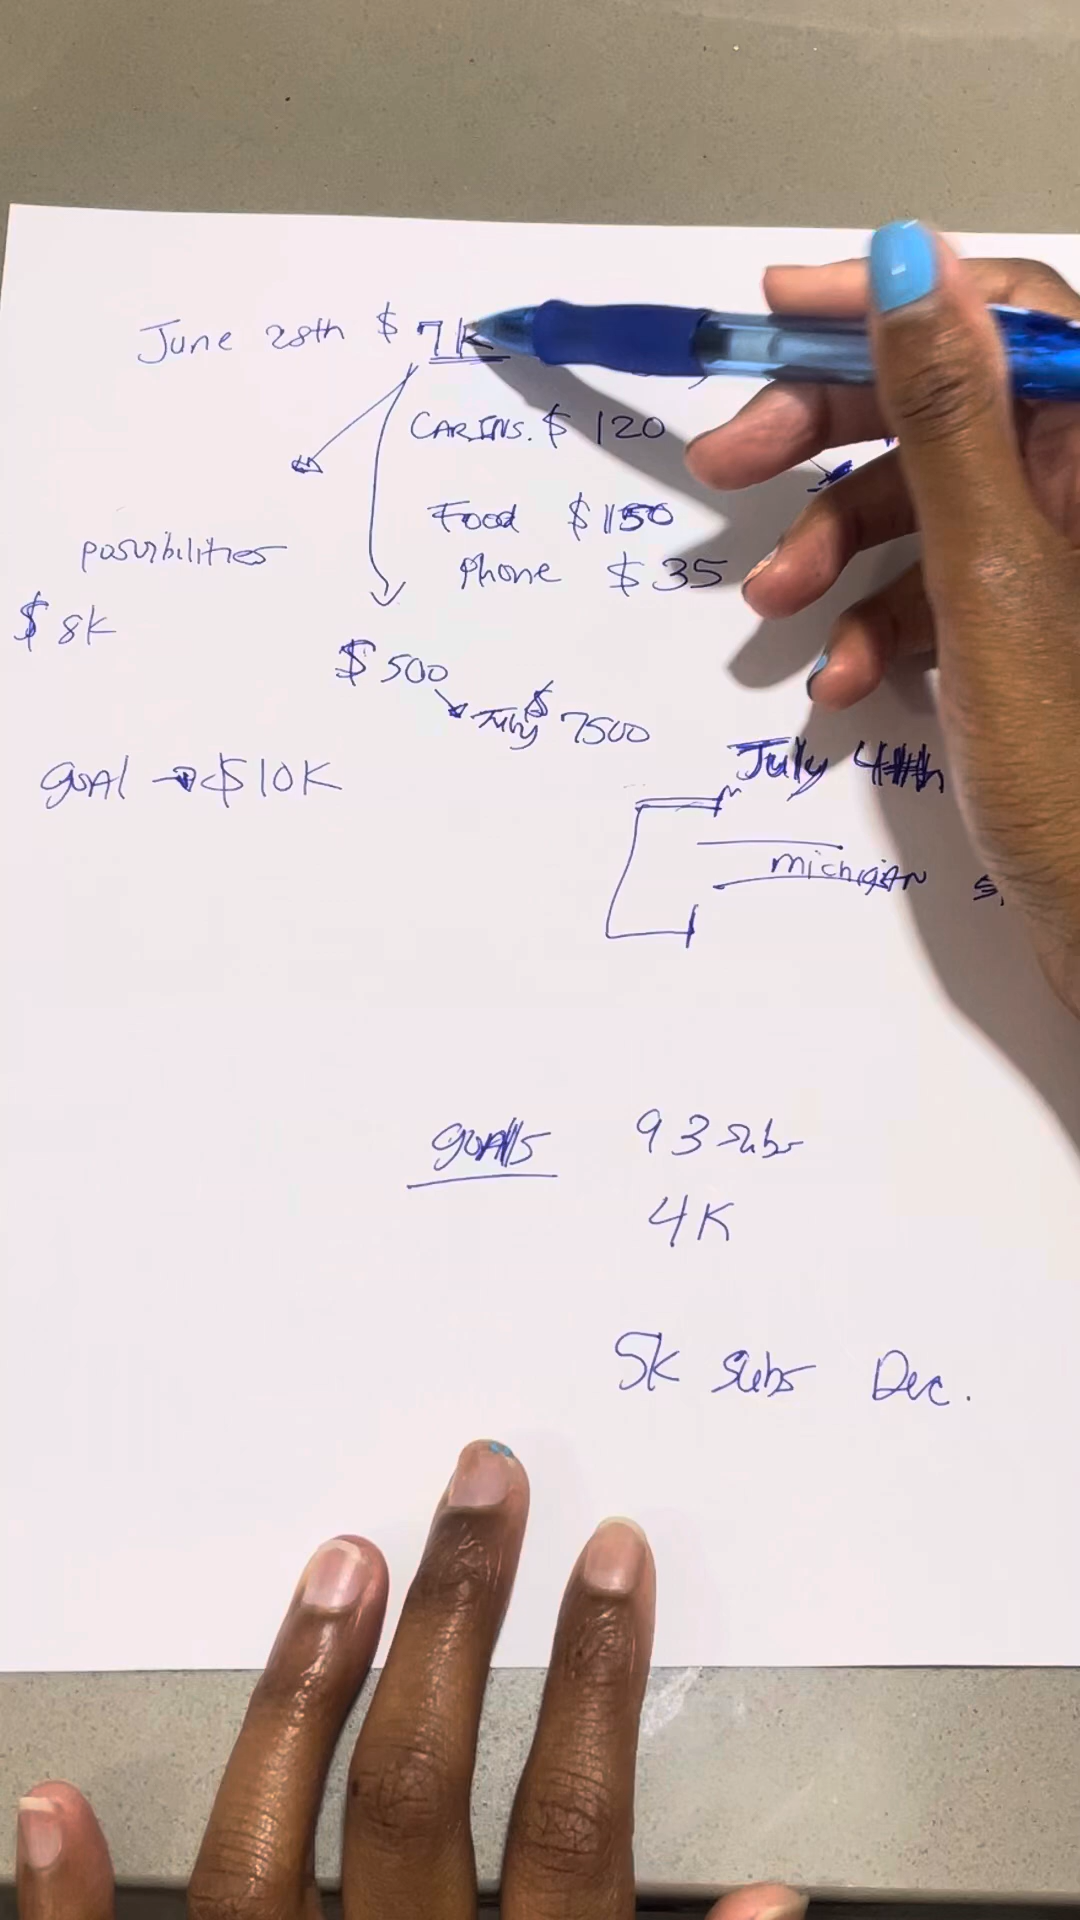 June 28th $ 7K
CAR INS. $ 120
Food $ 150
Phone $ 35
possibilities
$ 8K
$ 500
July $ 7500
goal → $10K
July 4th
michigan
goals 93 subs
4K
5K subs Dec.